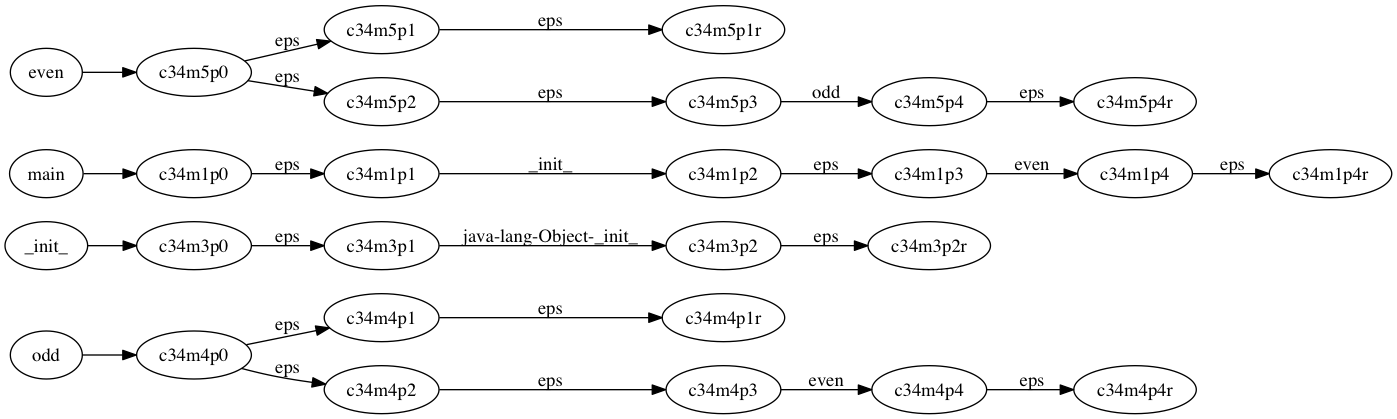 eps c34m5p1 eps c34m5p1r
even c34m5p0
eps c34m5p2 eps c34m5p3 odd c34m5p4 eps c34m5p4r
main c34m1p0 eps c34m1p1 _init_ c34m1p2 eps c34m1p3 even c34m1p4 eps c34m1p4r
_init_ c34m3p0 eps c34m3p1 java-lang-Object-_init_ c34m3p2 eps c34m3p2r
eps c34m4p1 eps c34m4p1r
odd c34m4p0
eps c34m4p2 eps c34m4p3 even c34m4p4 eps c34m4p4r